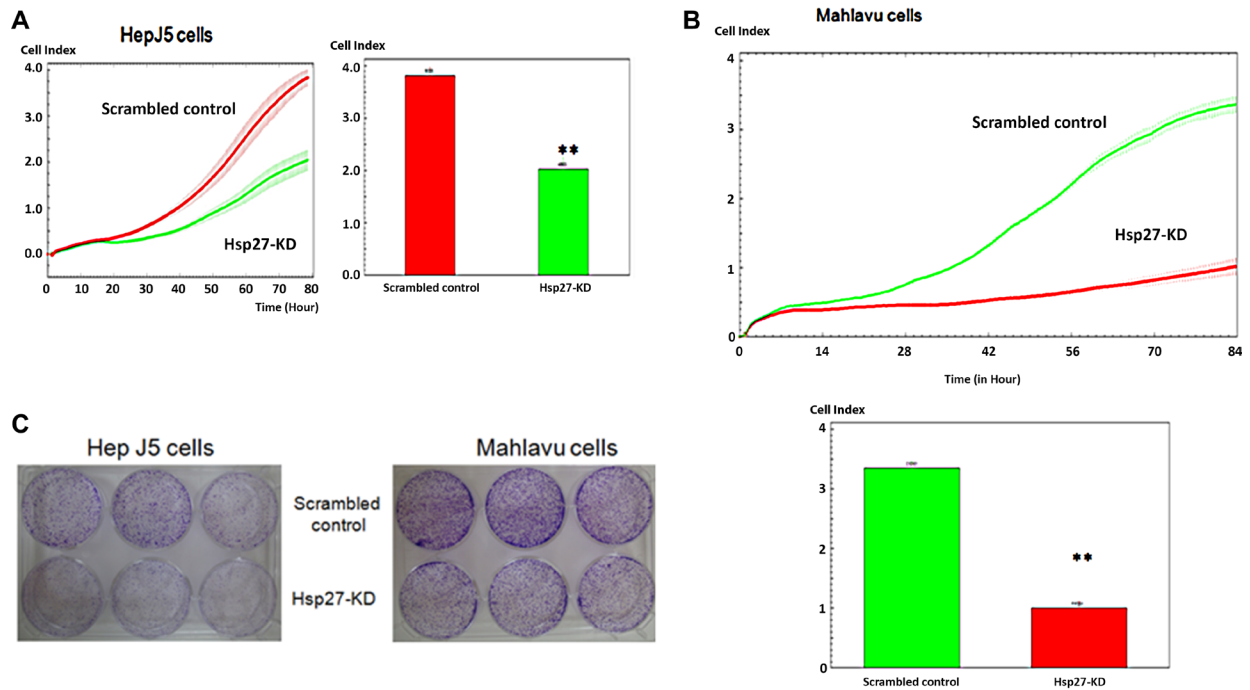 A
HepJ5 cells
Cell Index
4.0
3.0
2.0
1.0
0.0
Scrambled control
Hsp27-KD
0 10 20 30 40 50 60 70 80
Time (Hour)
Cell Index
4.0
3.0
2.0
1.0
0.0
**
Scrambled control Hsp27-KD
B
Mahlavu cells
Cell Index
4
3
2
1
0
Scrambled control
Hsp27-KD
0 14 28 42 56 70 84
Time (in Hour)
C
Hep J5 cells Mahlavu cells
Scrambled
control
Hsp27-KD
Cell Index
4
3
2
1
0
**
Scrambled control Hsp27-KD